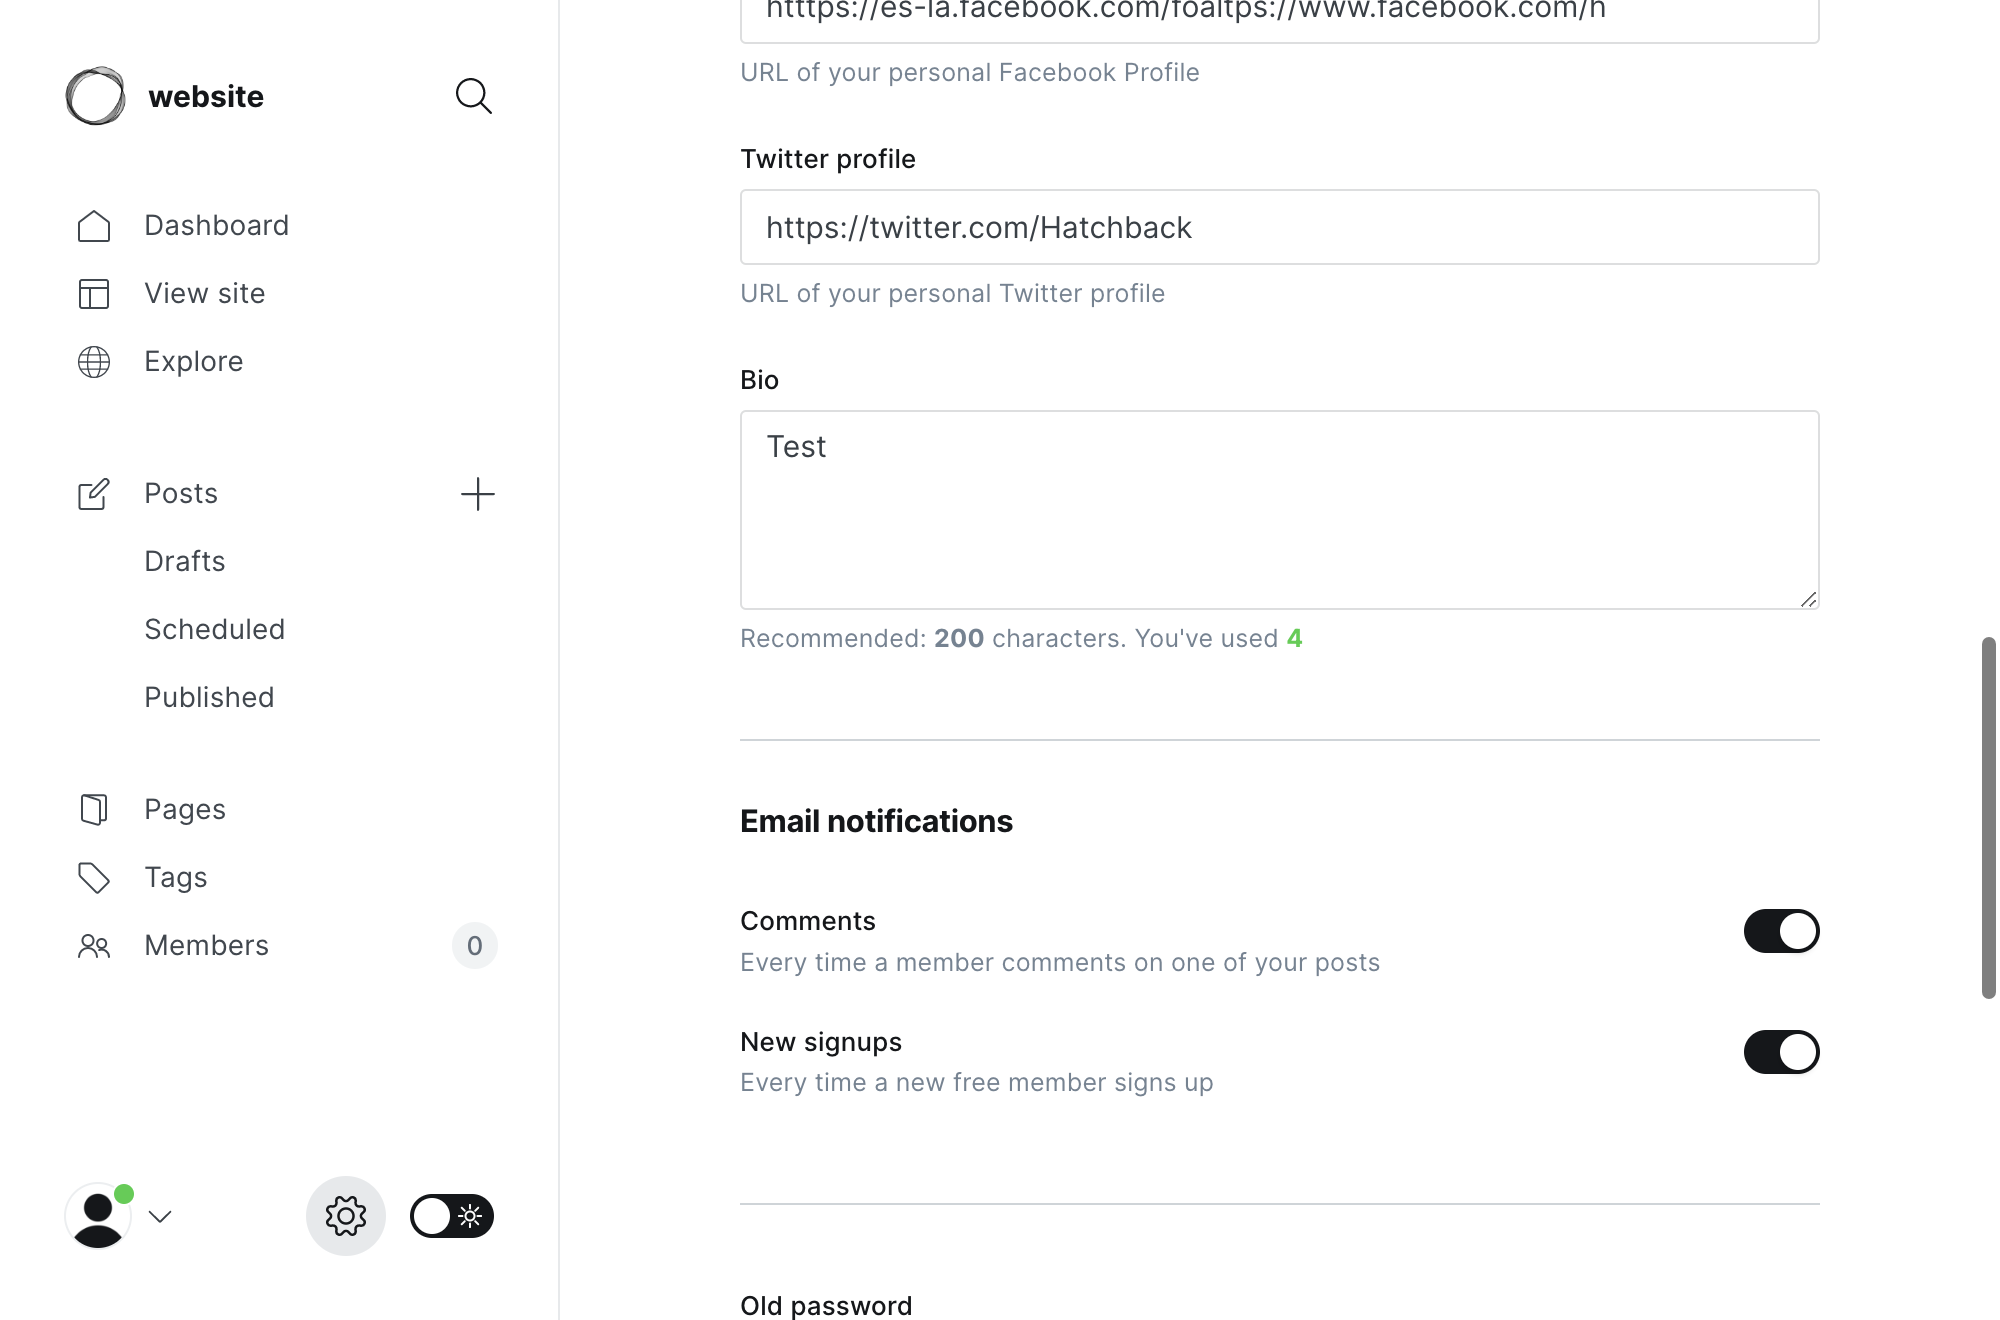 website
Dashboard
View site
Explore
Posts
Drafts
Scheduled
Published
Pages
Tags
Members
0
htttps://es-la.facebook.com/foaltps://www.facebook.com/h
URL of your personal Facebook Profile
Twitter profile
https://twitter.com/Hatchback
URL of your personal Twitter profile
Bio
Test
Recommended: 200 characters. You've used 4
Email notifications
Comments
Every time a member comments on one of your posts
New signups
Every time a new free member signs up
Old password